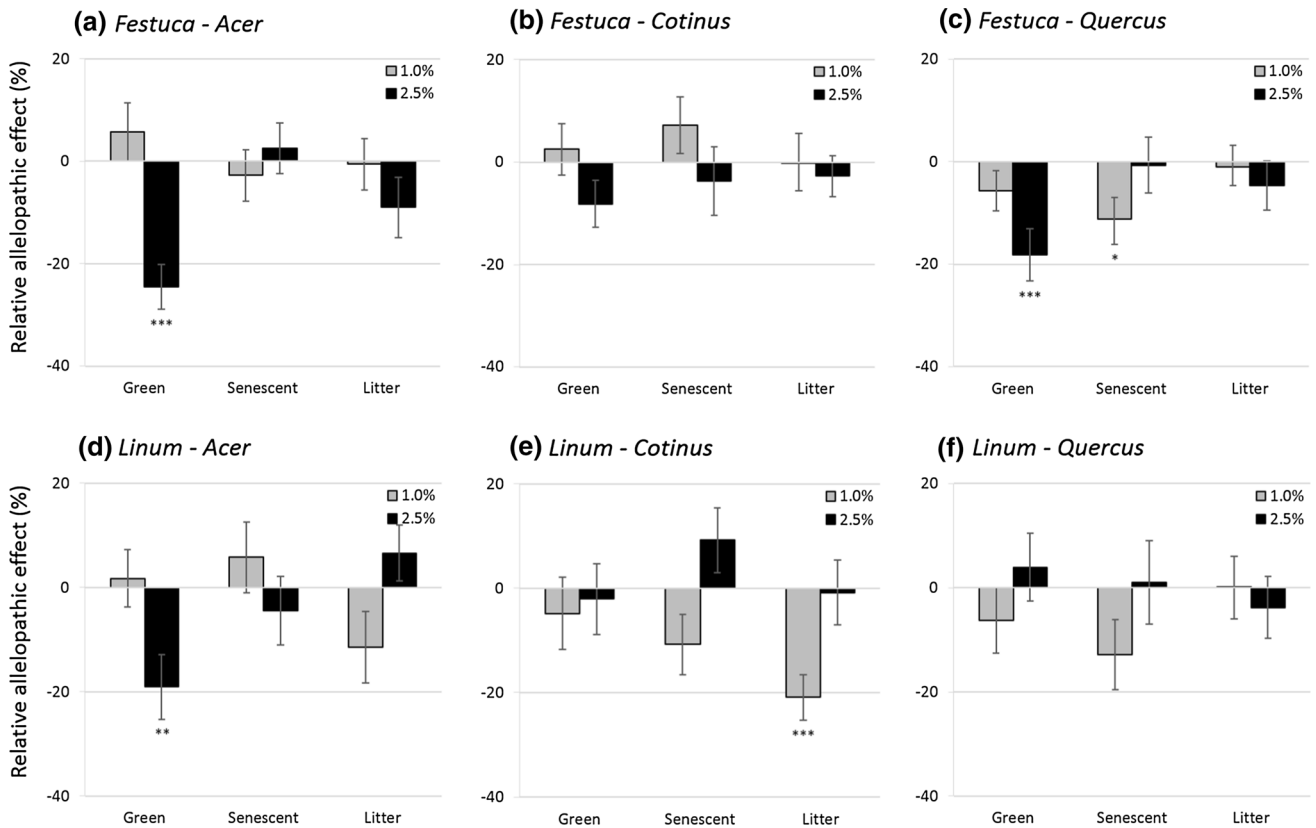 (a) Festuca - Acer
(b) Festuca - Cotinus
(c) Festuca - Quercus
Relative allelopathic effect (%)
20
0
-20
-40
1.0%
2.5%
***
Green Senescent Litter
20
0
-20
-40
1.0%
2.5%
Green Senescent Litter
20
0
-20
-40
1.0%
2.5%
***
*
Green Senescent Litter
(d) Linum - Acer
(e) Linum - Cotinus
(f) Linum - Quercus
Relative allelopathic effect (%)
20
0
-20
-40
1.0%
2.5%
**
Green Senescent Litter
20
0
-20
-40
1.0%
2.5%
***
Green Senescent Litter
20
0
-20
-40
1.0%
2.5%
Green Senescent Litter